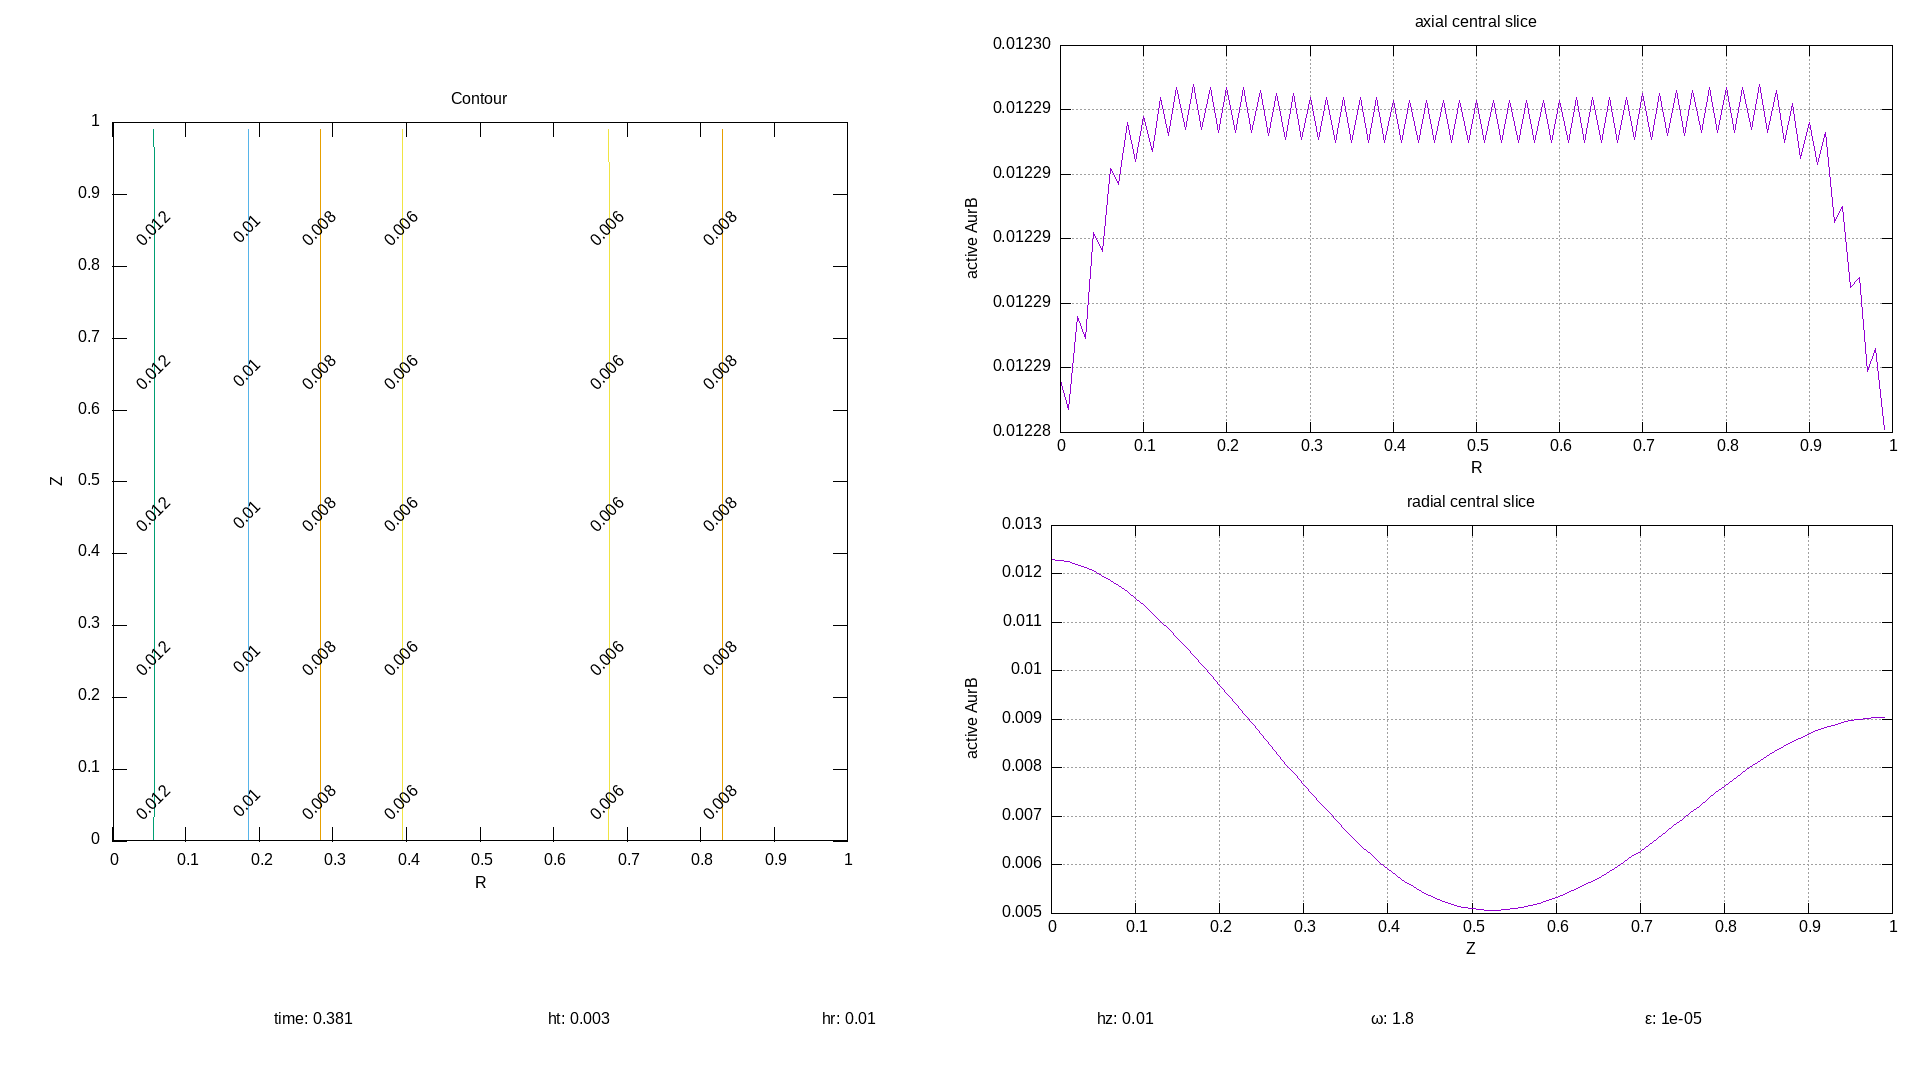 Contour
1
0.9
0.8
0.7
0.6
0.5
0.4
0.3
0.2
0.1
0
Z
0.012 0.01 0.008 0.006 0.006 0.008
0.012 0.01 0.008 0.006 0.006 0.008
0.012 0.01 0.008 0.006 0.006 0.008
0.012 0.01 0.008 0.006 0.006 0.008
0.012 0.01 0.008 0.006 0.006 0.008
0 0.1 0.2 0.3 0.4 0.5 0.6 0.7 0.8 0.9 1
R
axial central slice
0.01230
0.01229
0.01229
0.01229
0.01229
0.01229
0.01228
active AurB
0 0.1 0.2 0.3 0.4 0.5 0.6 0.7 0.8 0.9 1
R
radial central slice
0.013
0.012
0.011
0.01
0.009
0.008
0.007
0.006
0.005
active AurB
0 0.1 0.2 0.3 0.4 0.5 0.6 0.7 0.8 0.9 1
Z
time: 0.381 ht: 0.003 hr: 0.01 hz: 0.01 ω: 1.8 ε: 1e-05